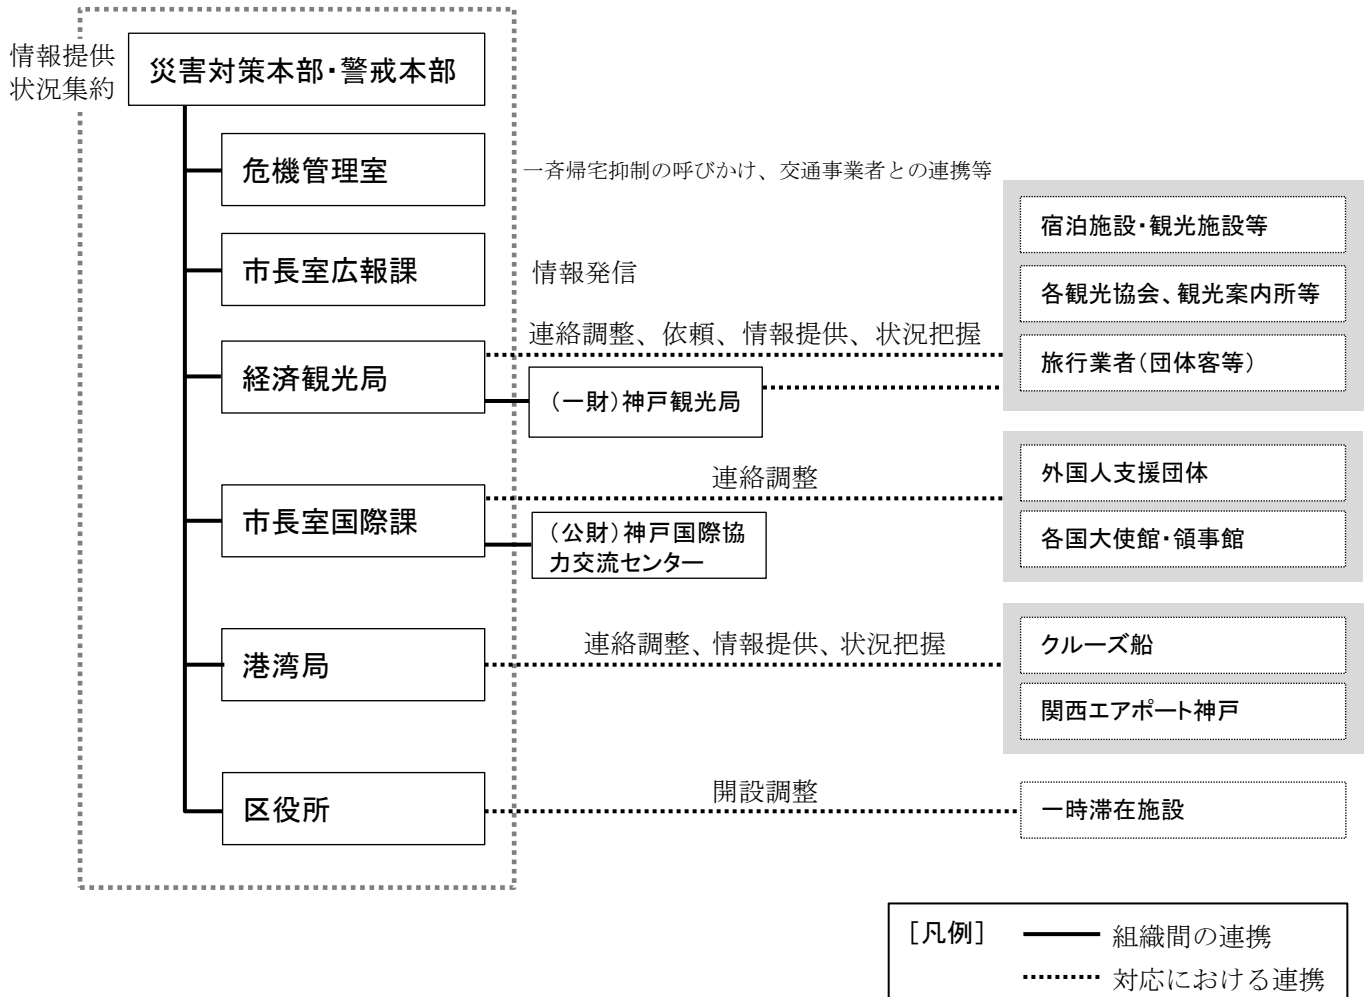 情報提供
状況集約
災害対策本部・警戒本部
危機管理室
一斉帰宅抑制の呼びかけ、交通事業者との連携等
市長室広報課
情報発信
経済観光局
連絡調整、依頼、情報提供、状況把握
(一財)神戸観光局
宿泊施設・観光施設等
各観光協会、観光案内所等
旅行業者(団体客等)
市長室国際課
連絡調整
(公財)神戸国際協
力交流センター
外国人支援団体
各国大使館・領事館
港湾局
連絡調整、情報提供、状況把握
クルーズ船
関西エアポート神戸
区役所
開設調整
一時滞在施設
[凡例]
組織間の連携
対応における連携